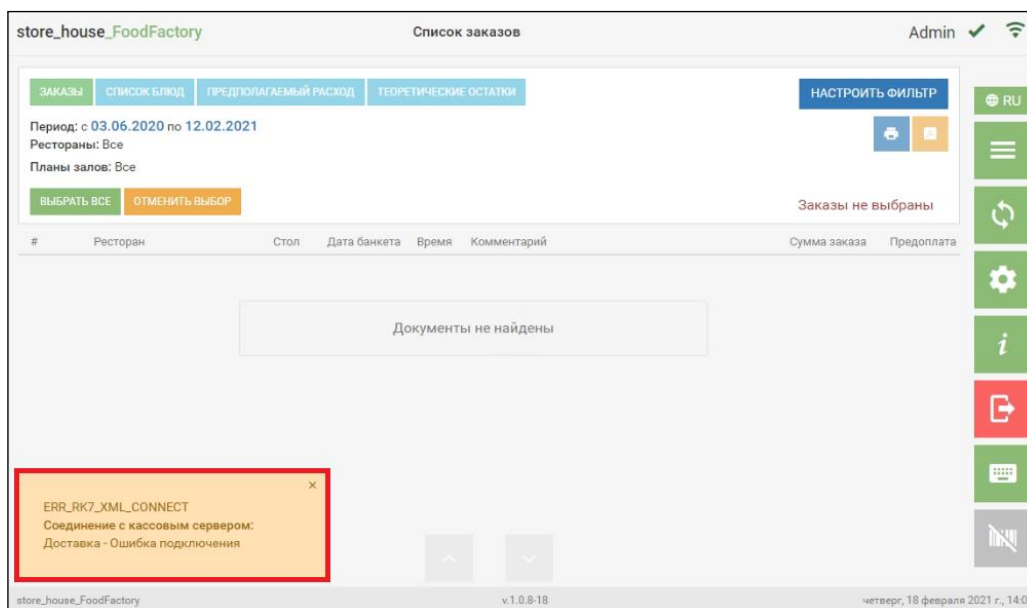 store_house_FoodFactory Список заказов Admin
ЗАКАЗЫ СПИСОК БЛЮД ПРЕДПОЛАГАЕМЫЙ РАСХОД ТЕОРЕТИЧЕСКИЕ ОСТАТКИ НАСТРОИТЬ ФИЛЬТР
RU
Период: с 03.06.2020 по 12.02.2021
Рестораны: Все
Планы залов: Все
ВЫБРАТЬ ВСЕ ОТМЕНИТЬ ВЫБОР
Заказы не выбраны
# Ресторан Стол Дата банкета Время Комментарий Сумма заказа Предоплата
Документы не найдены
ERR_RK7_XML_CONNECT
Соединение с кассовым сервером:
Доставка - Ошибка подключения
store_house_FoodFactory v.1.0.8-18 четверг, 18 февраля 2021 г., 14:0